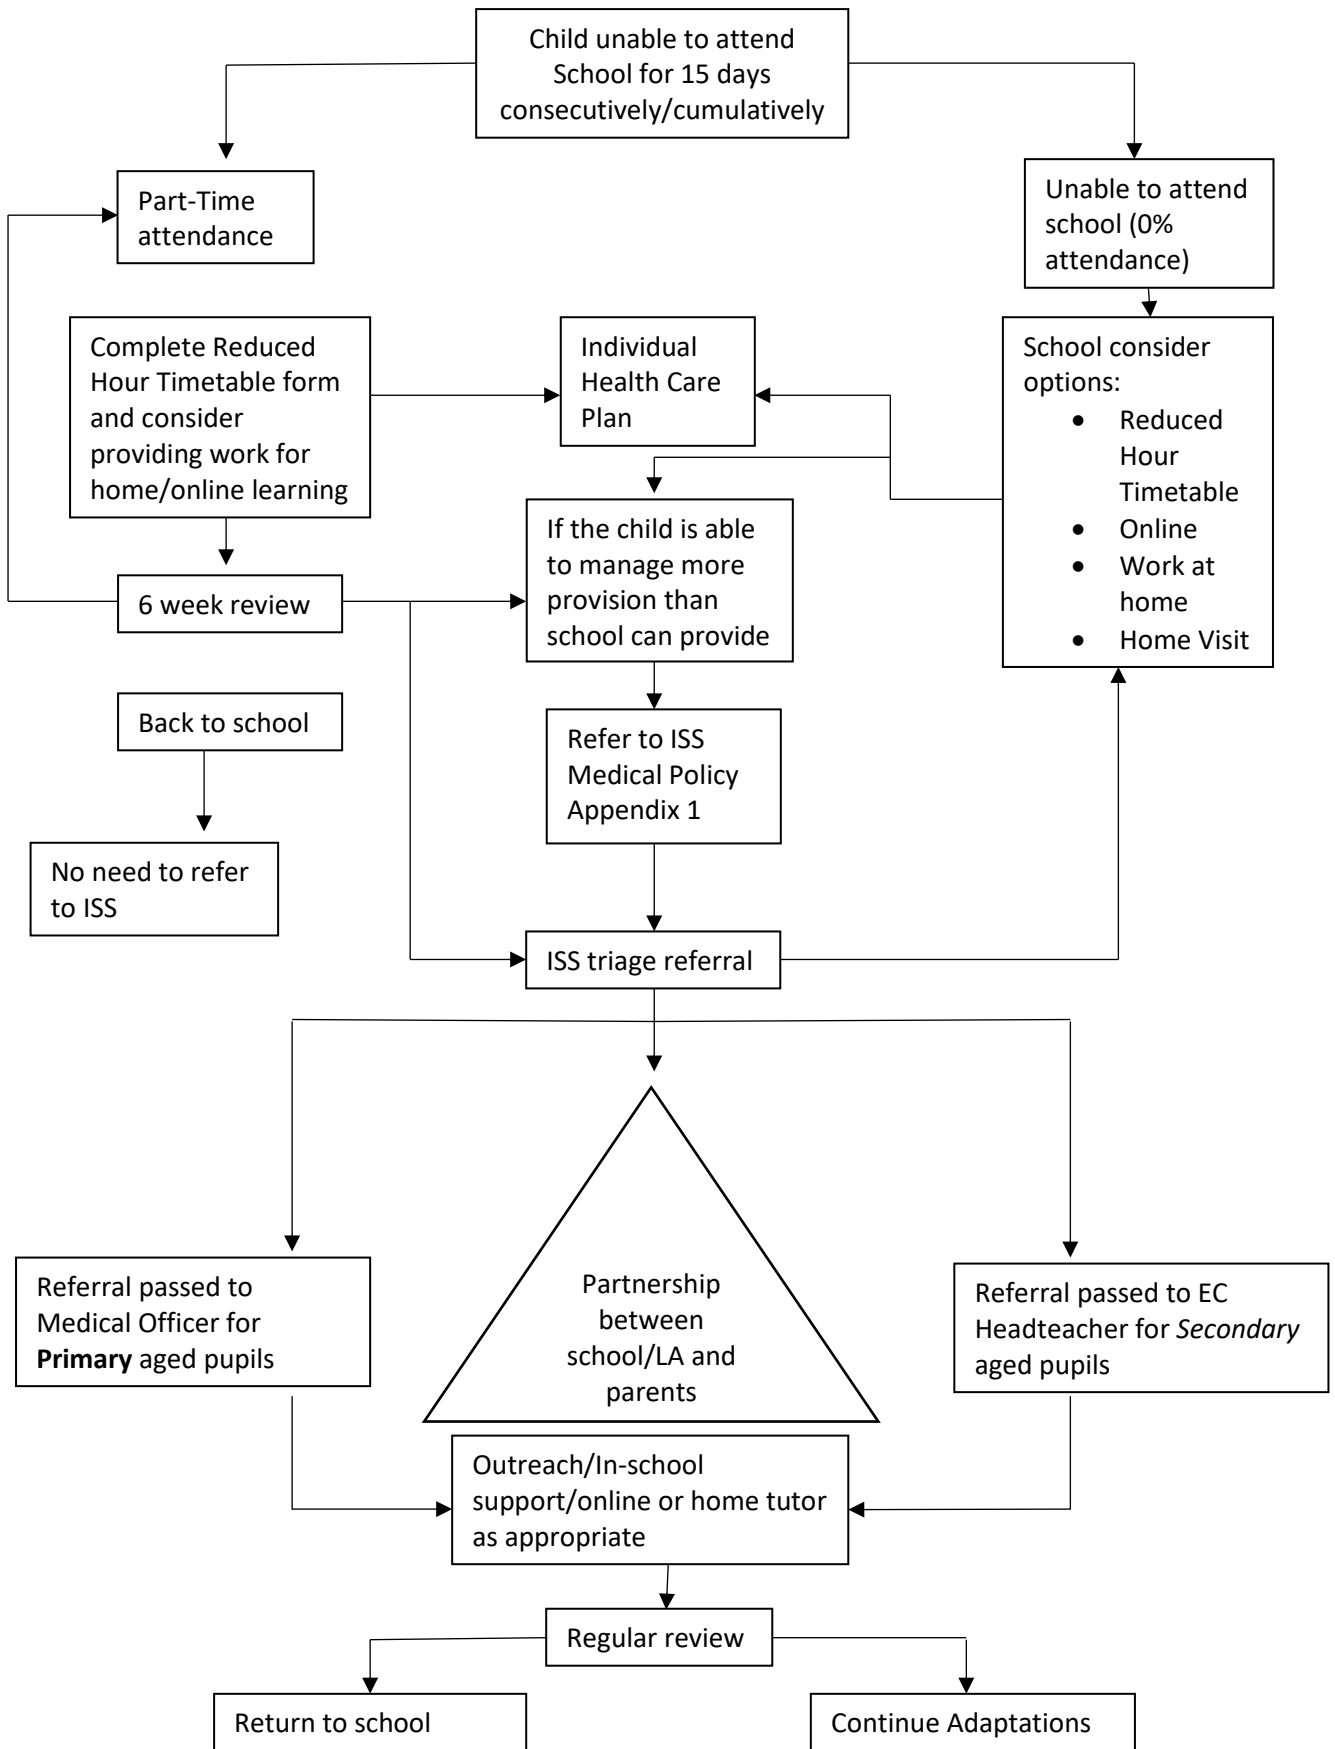 Child unable to attend
School for 15 days
consecutively/cumulatively
Part-Time
attendance
Unable to attend
school (0%
attendance)
Complete Reduced
Hour Timetable form
and consider
providing work for
home/online learning
Individual
Health Care
Plan
School consider
options:
• Reduced
Hour
Timetable
• Online
• Work at
home
• Home Visit
If the child is able
to manage more
provision than
school can provide
6 week review
Back to school
Refer to ISS
Medical Policy
Appendix 1
No need to refer
to ISS
ISS triage referral
Referral passed to
Medical Officer for
Primary aged pupils
Partnership
between
school/LA and
parents
Referral passed to EC
Headteacher for Secondary
aged pupils
Outreach/In-school
support/online or home tutor
as appropriate
Regular review
Return to school
Continue Adaptations